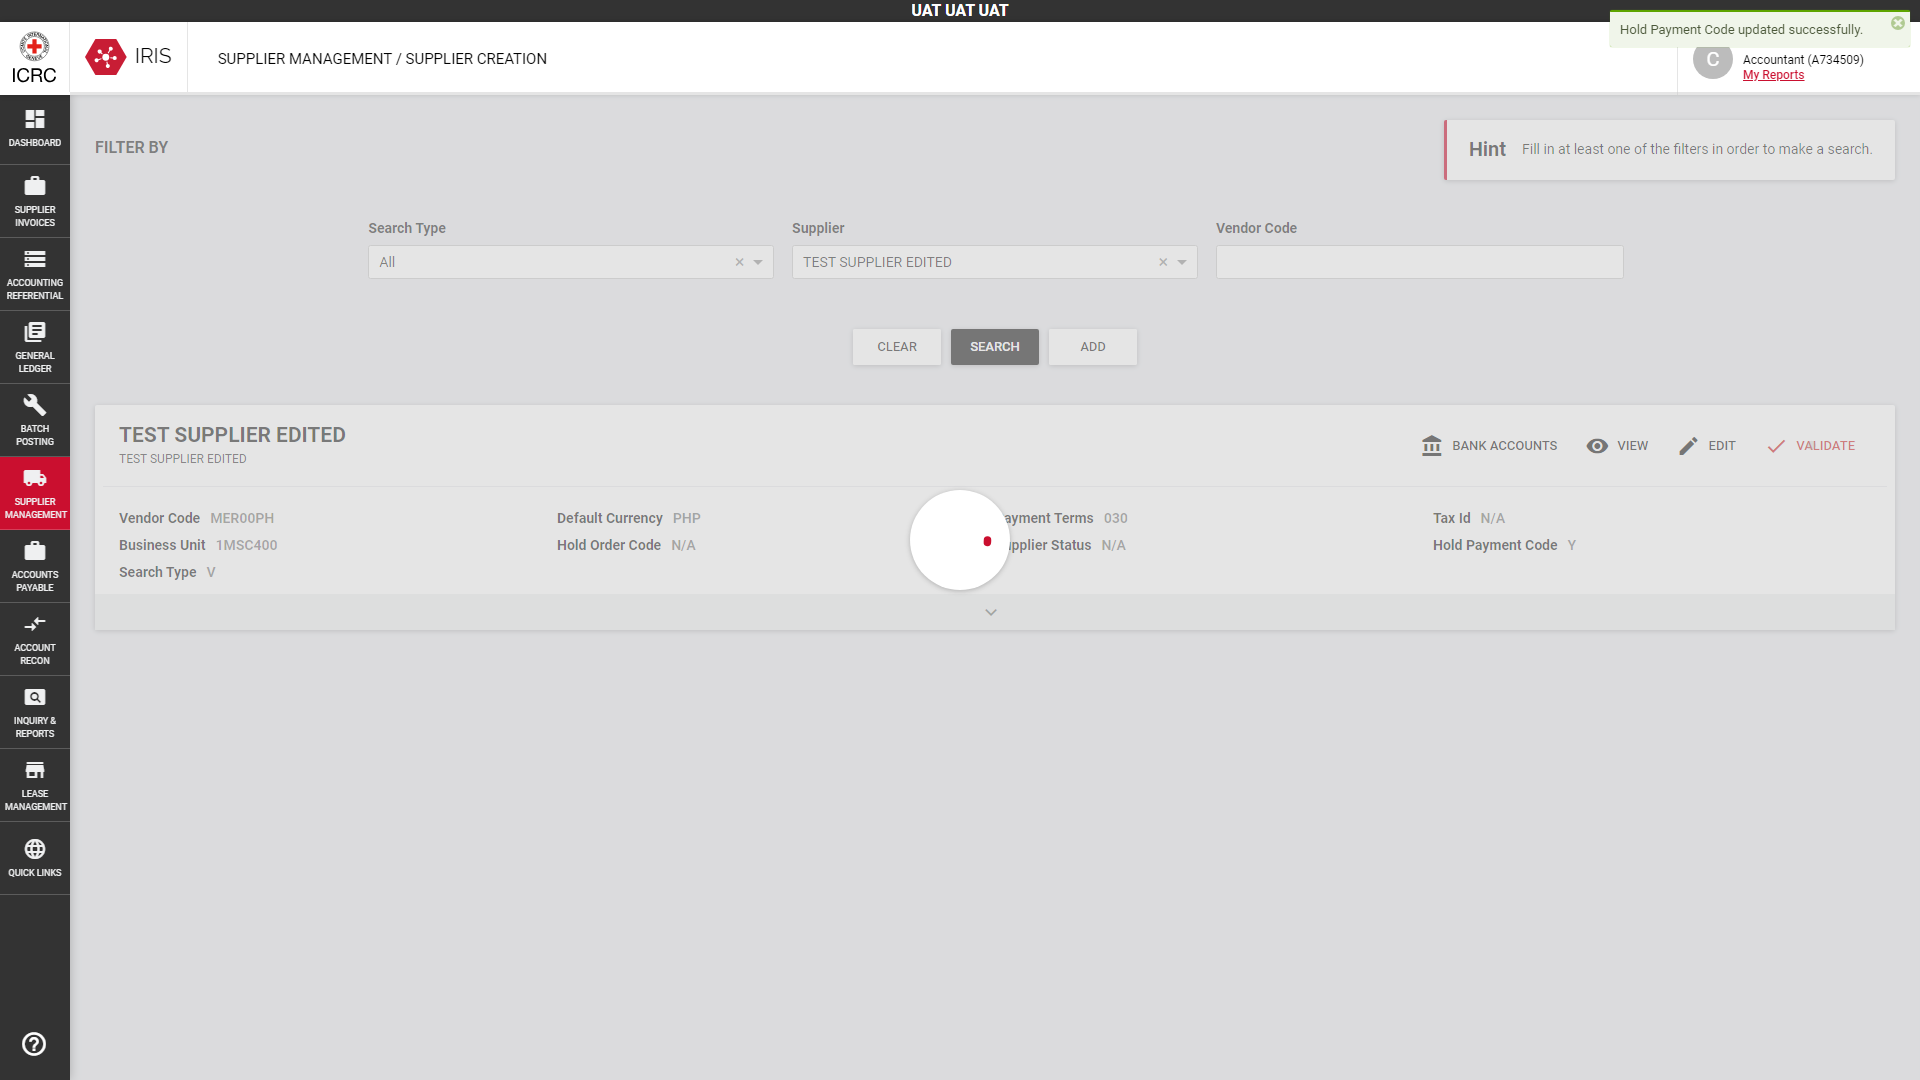 UAT UAT UAT
Hold Payment Code updated successfully.
ICRC
IRIS
SUPPLIER MANAGEMENT / SUPPLIER CREATION
C
Accountant (A734509)
My Reports
DASHBOARD
SUPPLIER
INVOICES
ACCOUNTING
REFERENTIAL
GENERAL
LEDGER
BATCH
POSTING
SUPPLIER
MANAGEMENT
ACCOUNTS
PAYABLE
ACCOUNT
RECON
INQUIRY &
REPORTS
LEASE
MANAGEMENT
QUICK LINKS
FILTER BY
Hint Fill in at least one of the filters in order to make a search.
Search Type
All
Supplier
TEST SUPPLIER EDITED
Vendor Code
CLEAR
SEARCH
ADD
TEST SUPPLIER EDITED
TEST SUPPLIER EDITED
BANK ACCOUNTS
VIEW
EDIT
VALIDATE
Vendor Code MER00PH
Default Currency PHP
ayment Terms 030
Tax Id N/A
Business Unit 1MSC400
Hold Order Code N/A
pplier Status N/A
Hold Payment Code Y
Search Type V